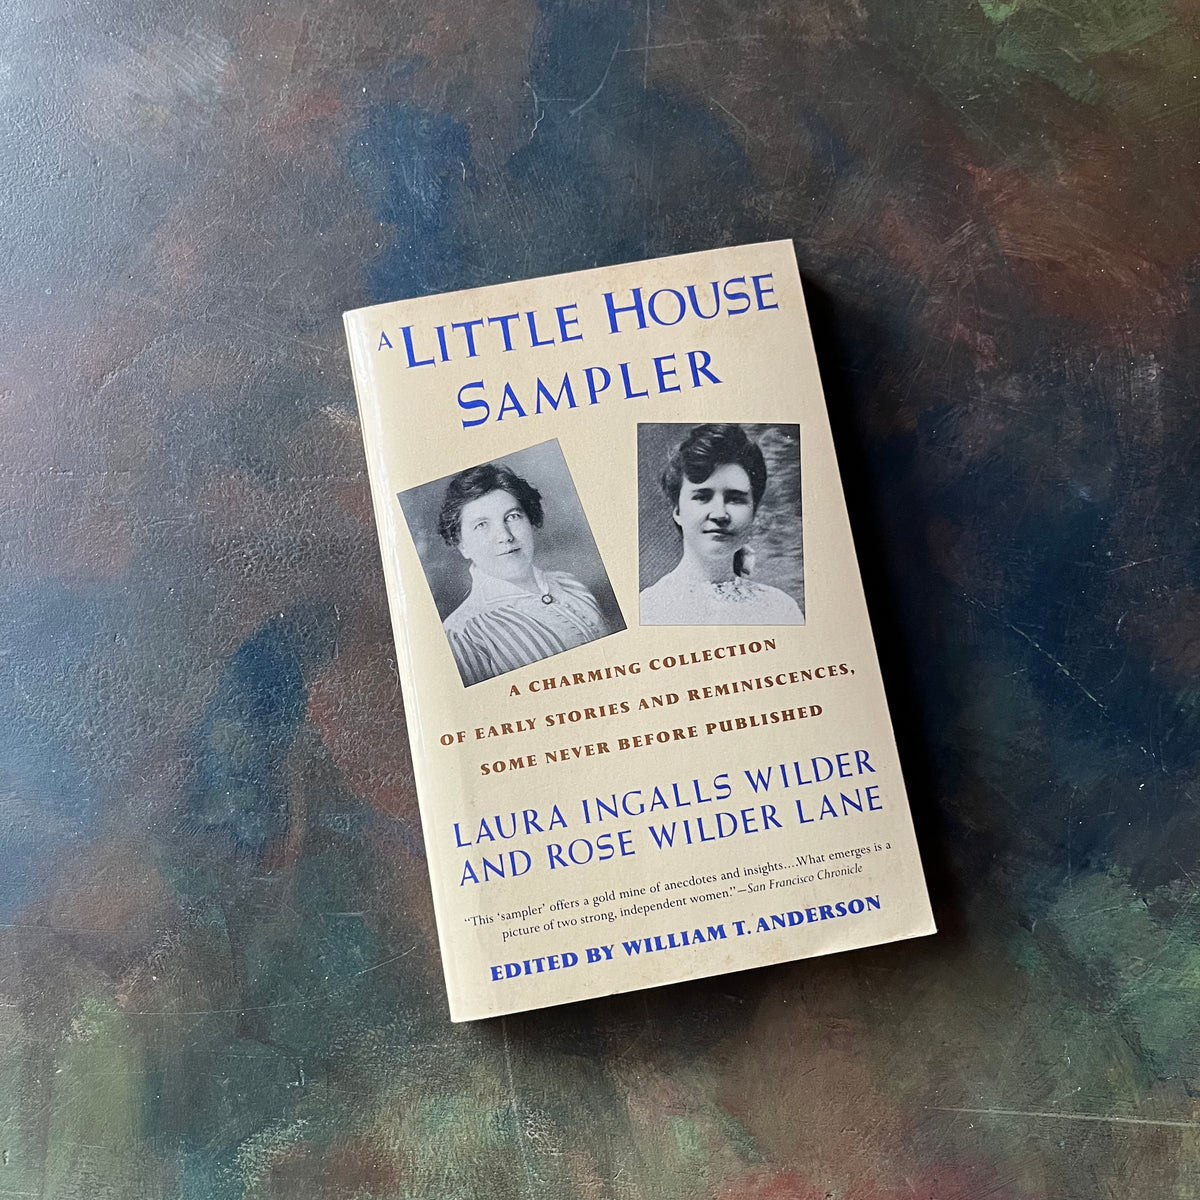 A LITTLE HOUSE
SAMPLER
A CHARMING COLLECTION
OF EARLY STORIES AND REMINISCENCES,
SOME NEVER BEFORE PUBLISHED
LAURA INGALLS WILDER
AND ROSE WILDER LANE
“This ‘sampler’ offers a gold mine of anecdotes and insights....What emerges is a
picture of two strong, independent women.”—San Francisco Chronicle
EDITED BY WILLIAM T. ANDERSON